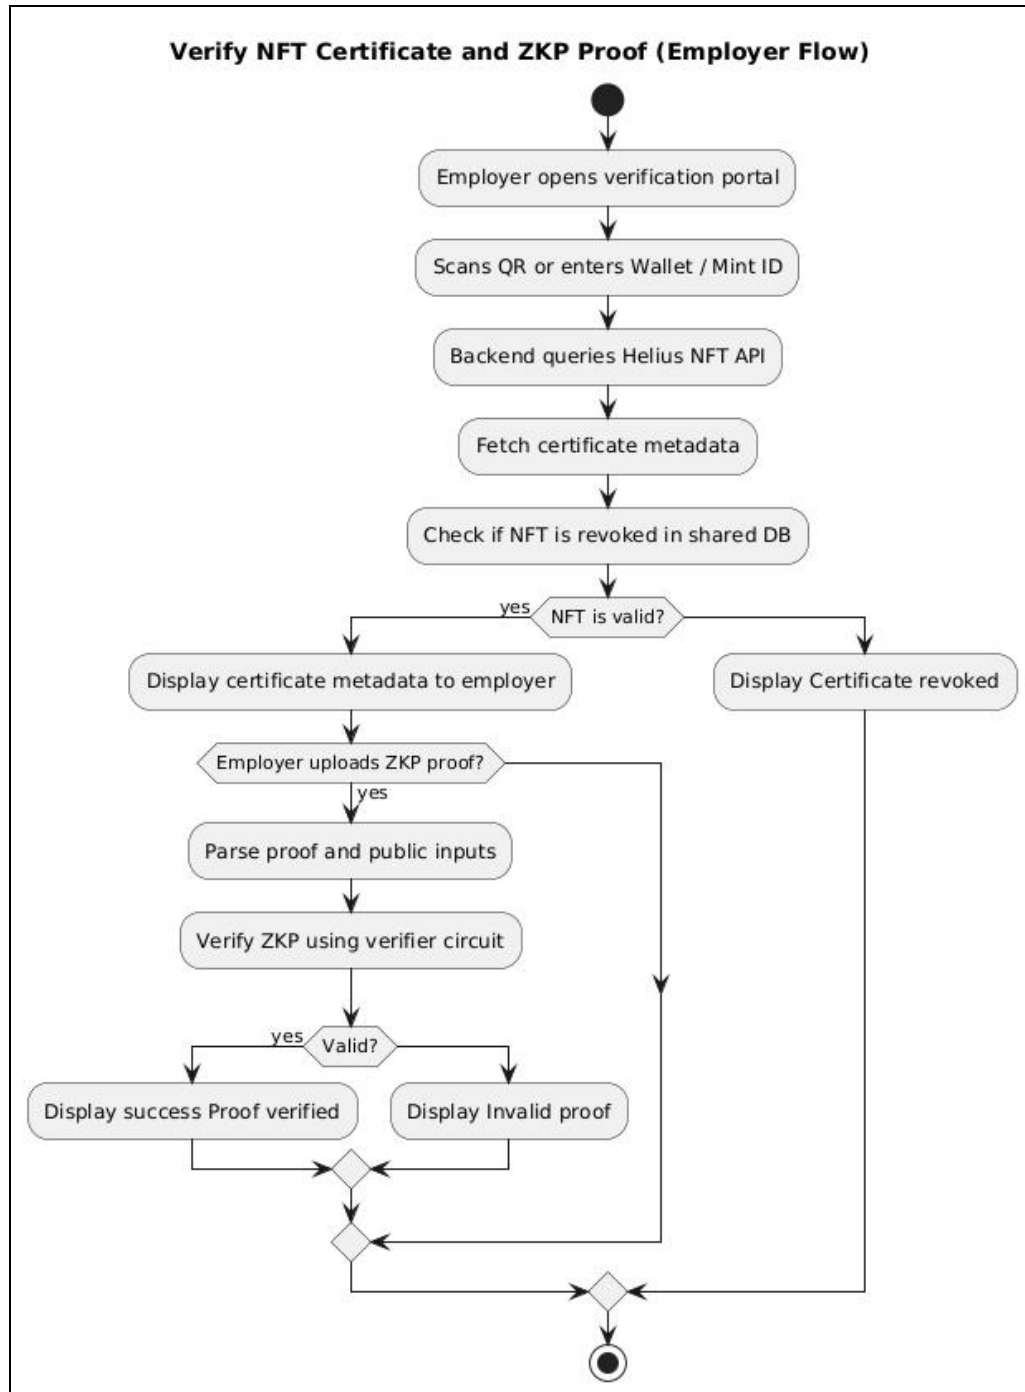 Verify NFT Certificate and ZKP Proof (Employer Flow)
Employer opens verification portal
Scans QR or enters Wallet / Mint ID
Backend queries Helius NFT API
Fetch certificate metadata
Check if NFT is revoked in shared DB
yes
NFT is valid?
Display certificate metadata to employer
Display Certificate revoked
Employer uploads ZKP proof?
yes
Parse proof and public inputs
Verify ZKP using verifier circuit
yes
Valid?
Display success Proof verified
Display Invalid proof